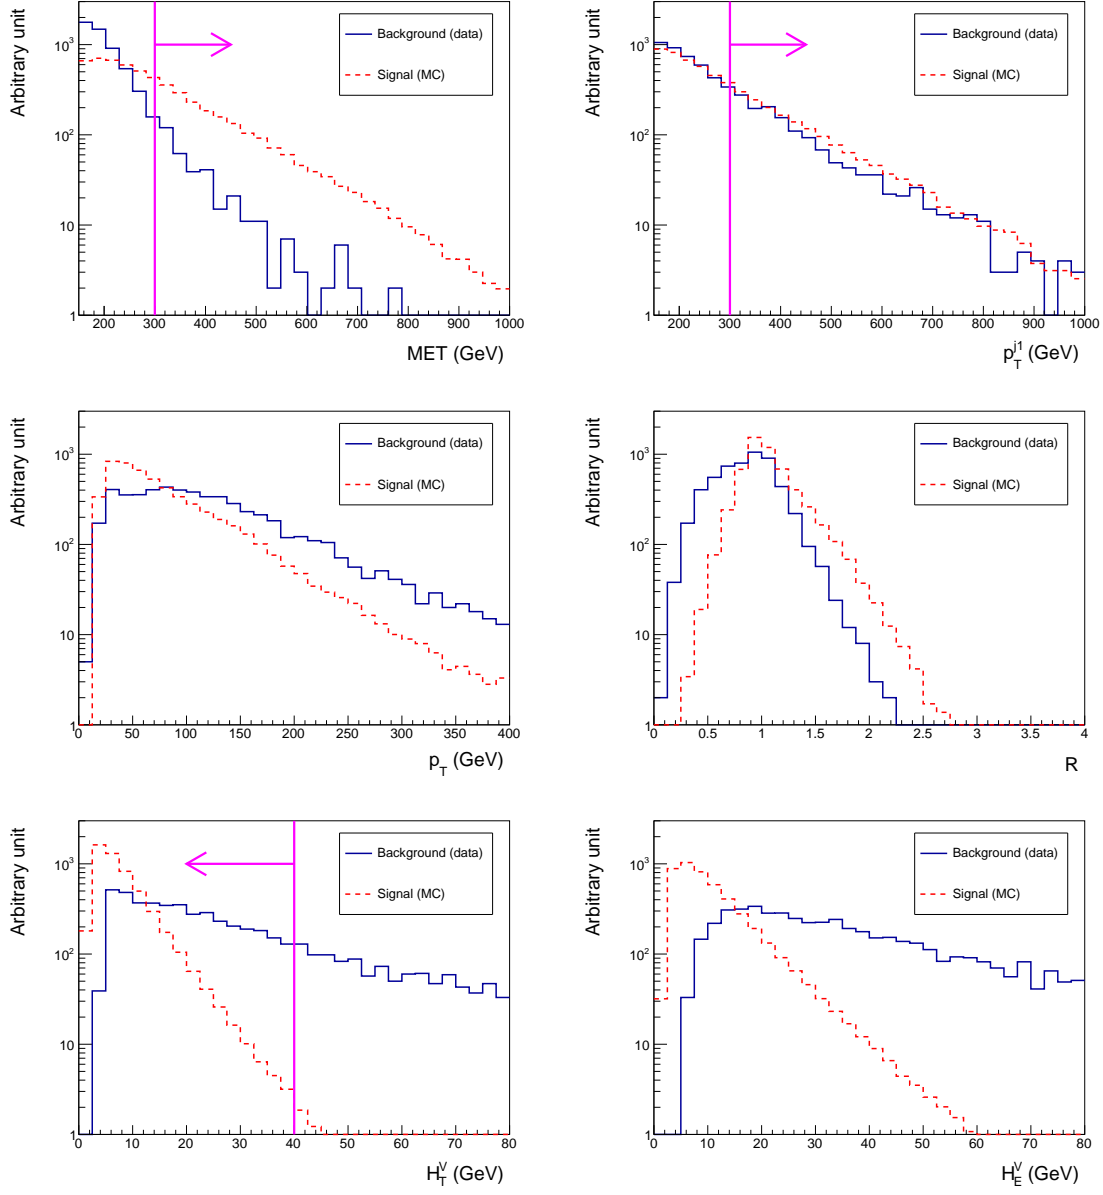 Arbitrary unit
Background (data)
Signal (MC)
10³
10²
10
1
200 300 400 500 600 700 800 900 1000
MET (GeV)
Arbitrary unit
Background (data)
Signal (MC)
10³
10²
10
1
200 300 400 500 600 700 800 900 1000
p_T^j1 (GeV)
Arbitrary unit
Background (data)
Signal (MC)
10³
10²
10
1
0 50 100 150 200 250 300 350 400
p_T (GeV)
Arbitrary unit
Background (data)
Signal (MC)
10³
10²
10
1
0 0.5 1 1.5 2 2.5 3 3.5 4
R
Arbitrary unit
Background (data)
Signal (MC)
10³
10²
10
1
0 10 20 30 40 50 60 70 80
H_T^V (GeV)
Arbitrary unit
Background (data)
Signal (MC)
10³
10²
10
1
0 10 20 30 40 50 60 70 80
H_E^V (GeV)